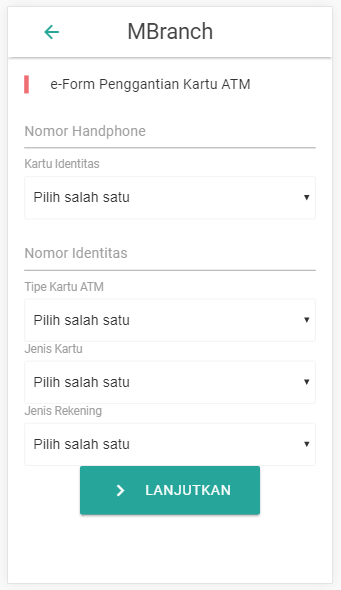 MBranch
e-Form Penggantian Kartu ATM
Nomor Handphone
Kartu Identitas
Pilih salah satu
Nomor Identitas
Tipe Kartu ATM
Pilih salah satu
Jenis Kartu
Pilih salah satu
Jenis Rekening
Pilih salah satu
LANJUTKAN